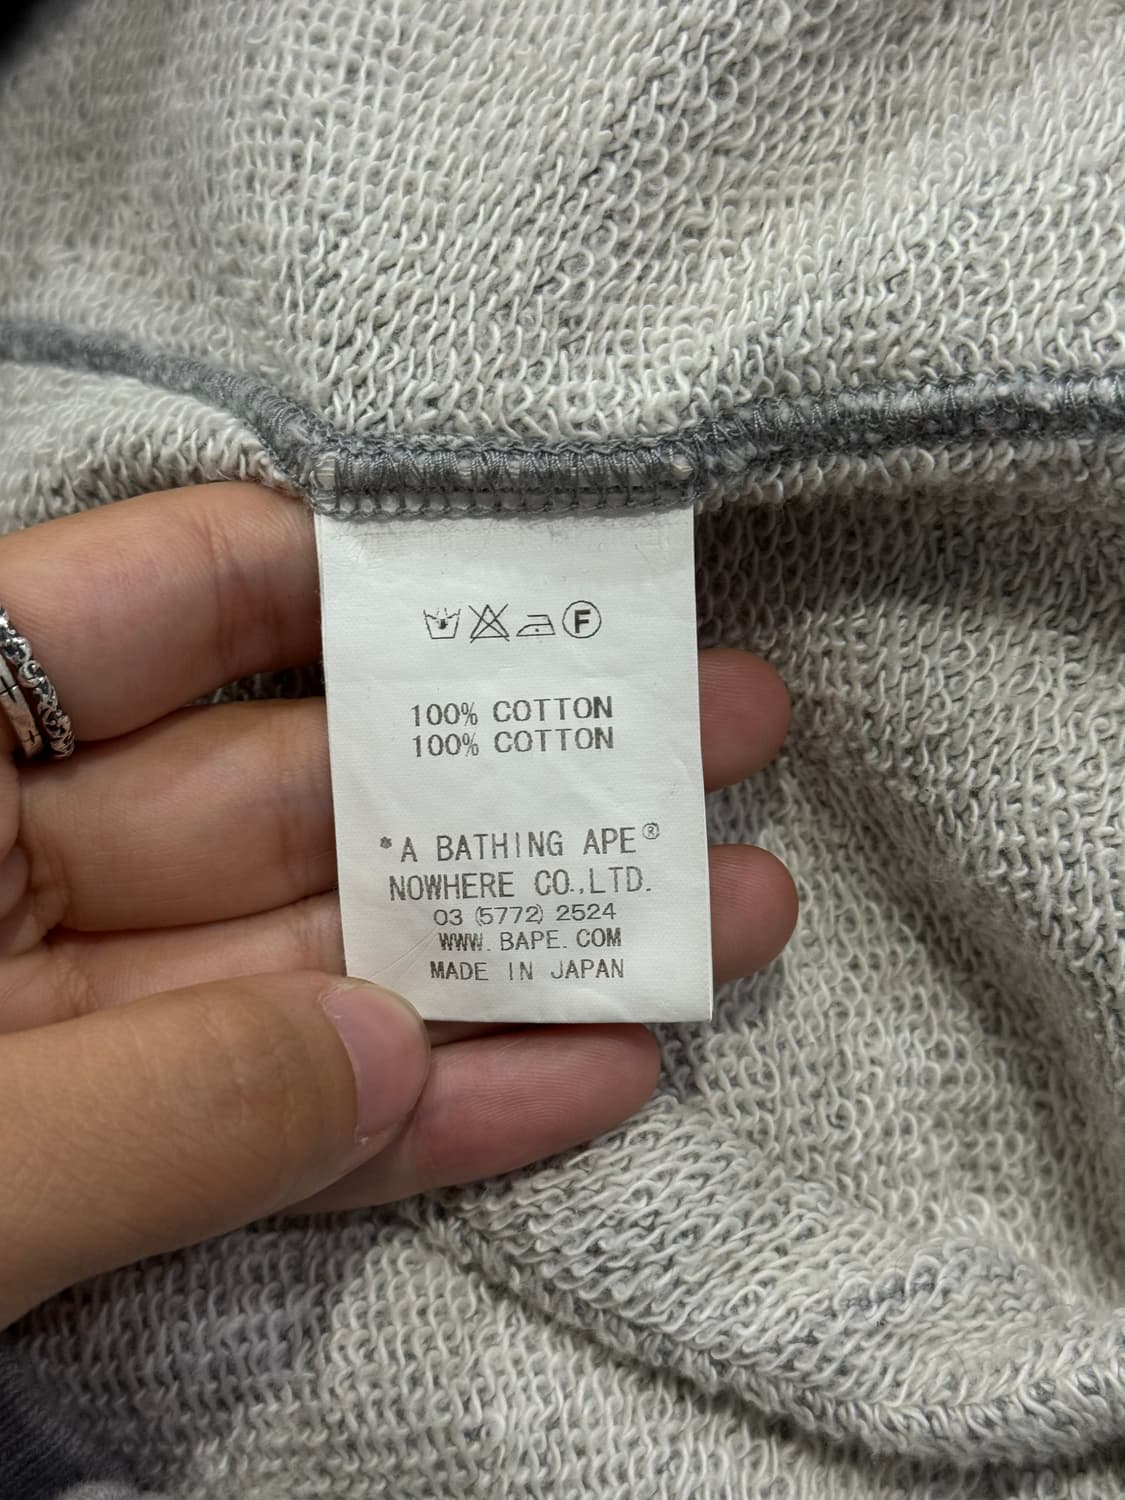 F
100% COTTON
100% COTTON
*A BATHING APE®
NOWHERE CO.,LTD.
03 (5772) 2524
WWW. BAPE. COM
MADE IN JAPAN